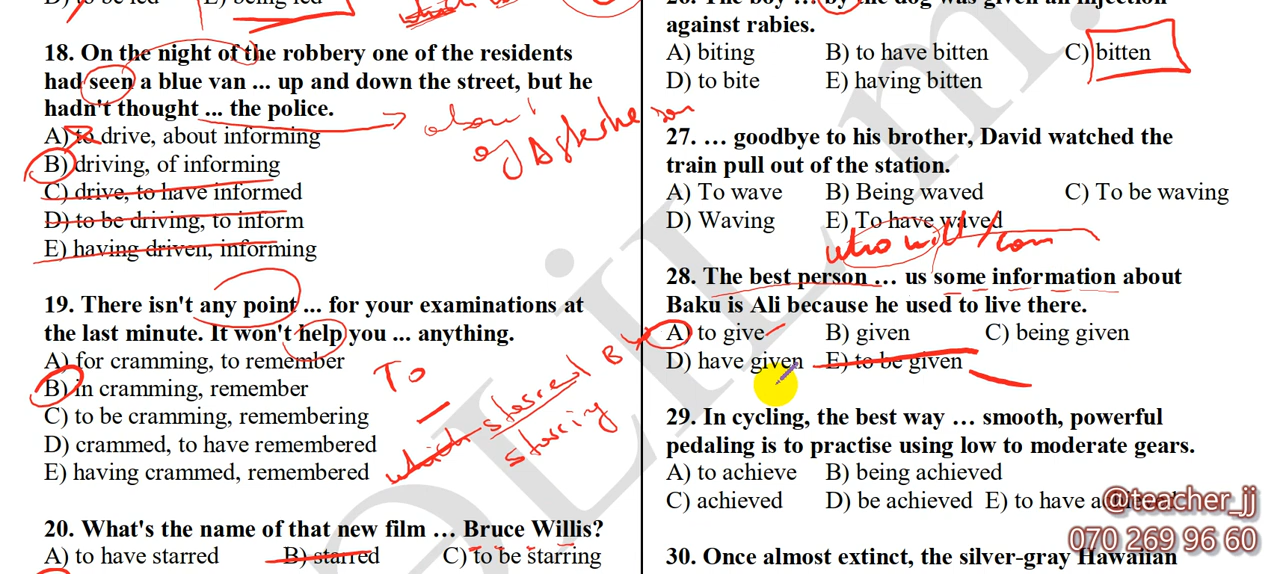 18. On the night of the robbery one of the residents
had seen a blue van ... up and down the street, but he
hadn't thought ... the police.
A) to drive, about informing
B) driving, of informing
C) drive, to have informed
D) to be driving, to inform
E) having driven, informing
19. There isn't any point ... for your examinations at
the last minute. It won't help you ... anything.
A) for cramming, to remember
B) in cramming, remember
C) to be cramming, remembering
D) crammed, to have remembered
E) having crammed, remembered
To
20. What's the name of that new film … Bruce Willis?
A) to have starred B) starred C) to be starring
against rabies.
A) biting B) to have bitten C) bitten
D) to bite E) having bitten
27. … goodbye to his brother, David watched the
train pull out of the station.
A) To wave B) Being waved C) To be waving
D) Waving E) To have waved
who will/can
28. The best person … us some information about
Baku is Ali because he used to live there.
A) to give B) given C) being given
D) have given E) to be given
29. In cycling, the best way … smooth, powerful
pedaling is to practise using low to moderate gears.
A) to achieve B) being achieved
C) achieved D) be achieved E) to have
@teacher_jj
070 269 96 60
30. Once almost extinct, the silver-gray Hawaiian